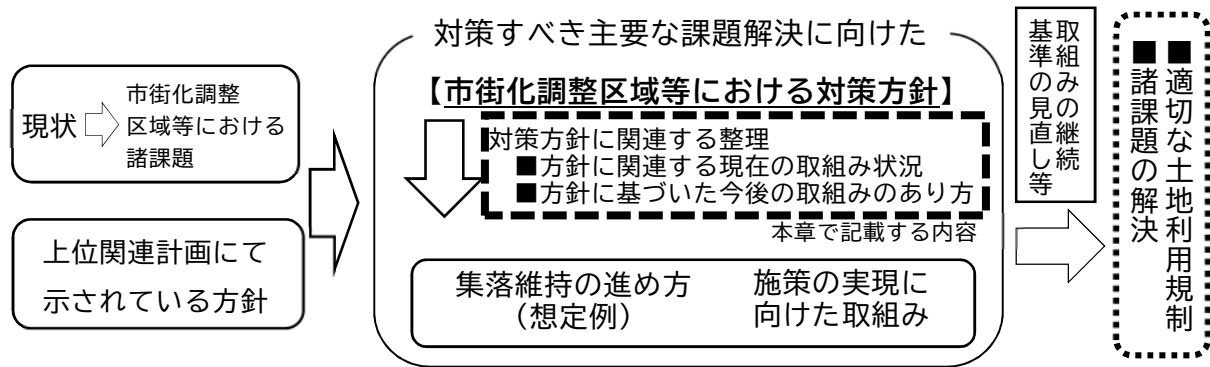 現状
市街化調整
区域等における
諸課題
上位関連計画にて
示されている方針
対策すべき主要な課題解決に向けた
【市街化調整区域等における対策方針】
対策方針に関連する整理
■方針に関連する現在の取組み状況
■方針に基づいた今後の取組みのあり方
本章で記載する内容
集落維持の進め方
(想定例)
施策の実現に
向けた取組み
取組みの継続
基準の見直し等
■適切な土地利用規制
■諸課題の解決